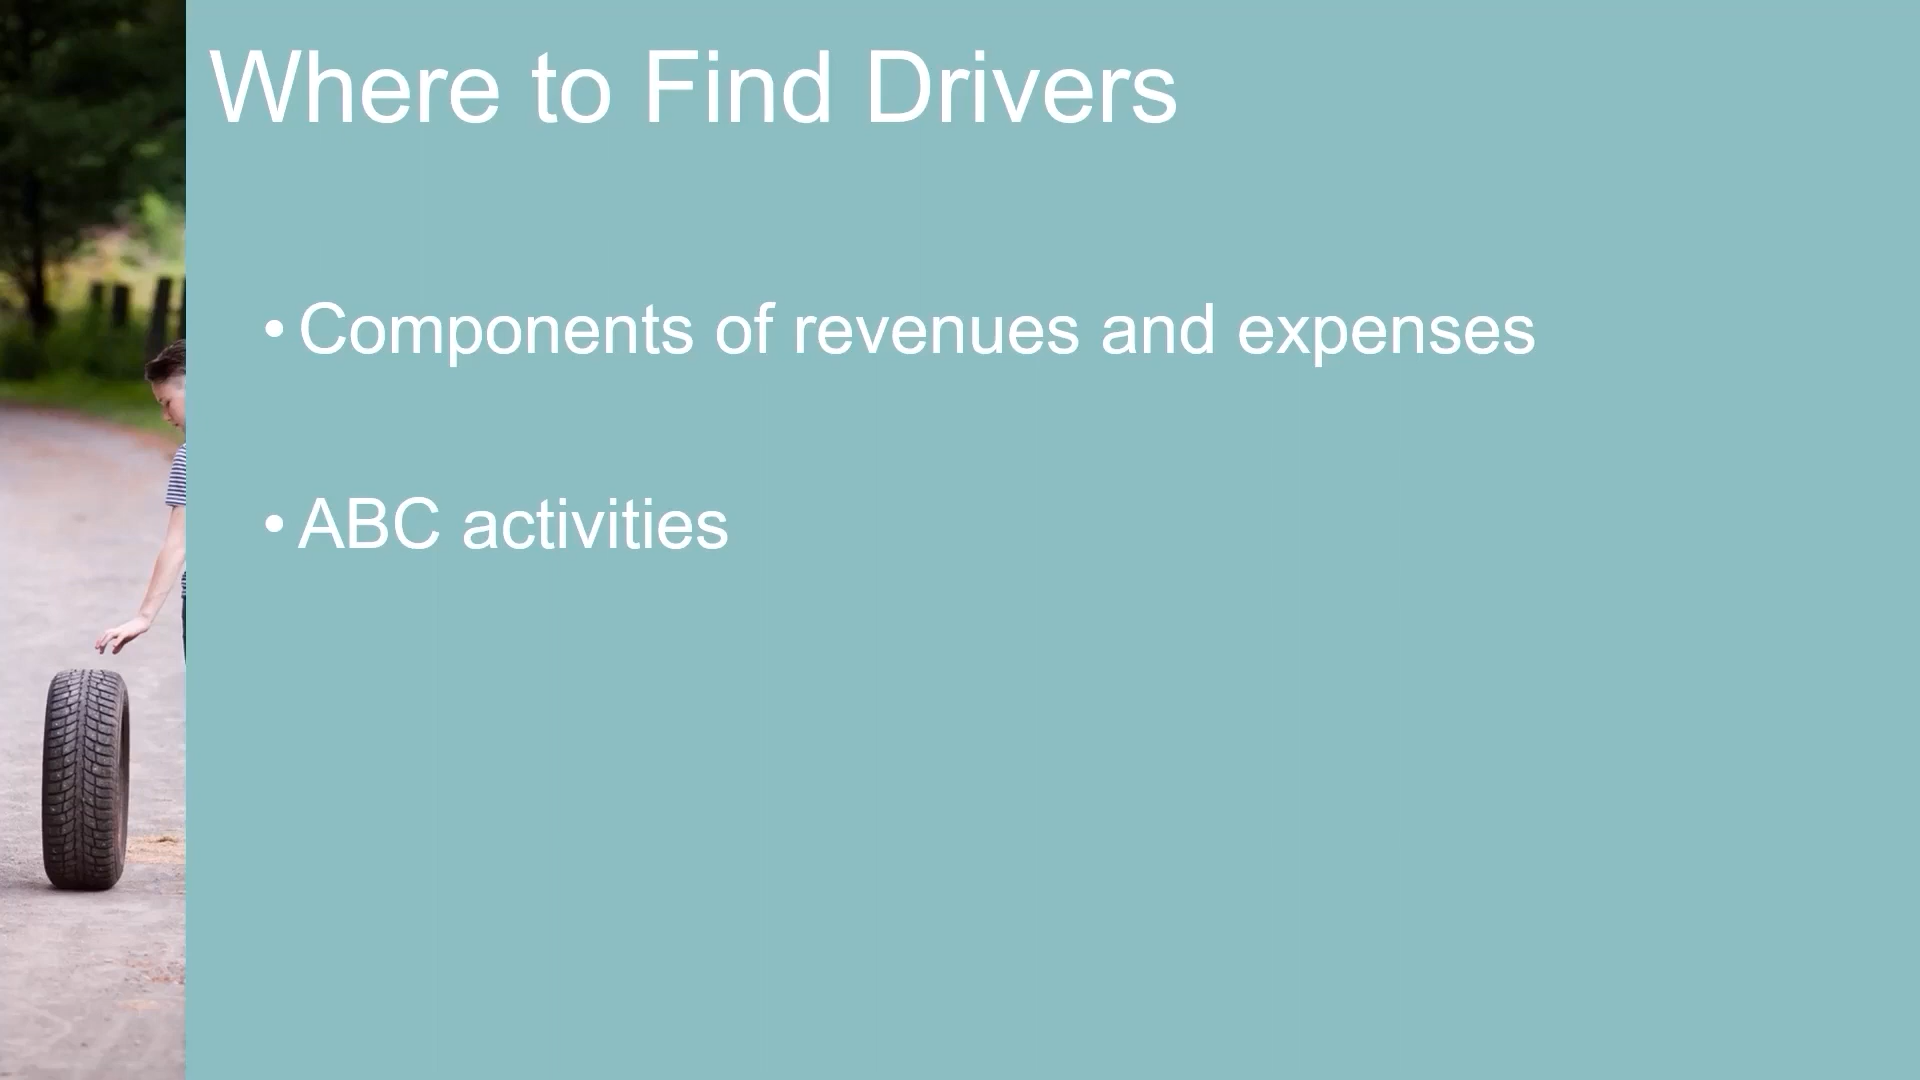 Where to Find Drivers
• Components of revenues and expenses
• ABC activities